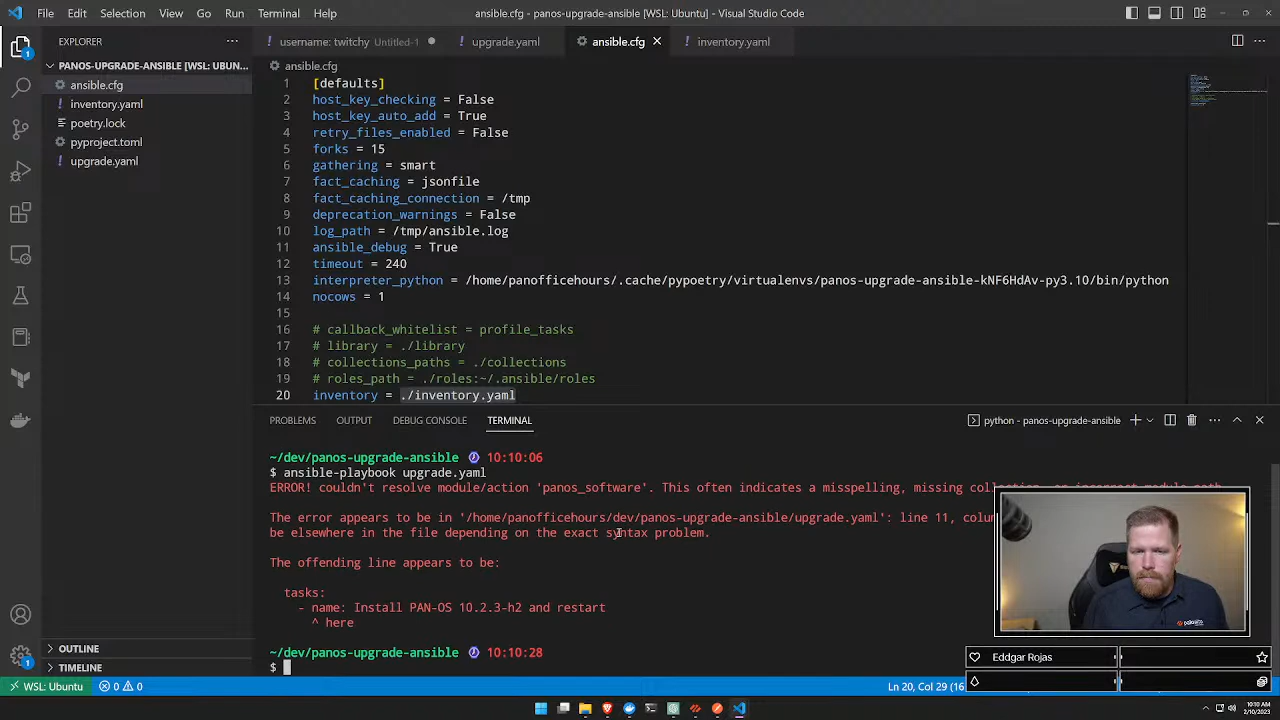 File Edit Selection View Go Run Terminal Help
ansible.cfg - panos-upgrade-ansible [WSL: Ubuntu] - Visual Studio Code
EXPLORER
PANOS-UPGRADE-ANSIBLE [WSL: UBUN...
ansible.cfg
! inventory.yaml
poetry.lock
pyproject.toml
! upgrade.yaml
OUTLINE
TIMELINE
! username: twitchy Untitled-1
! upgrade.yaml
ansible.cfg
! inventory.yaml
ansible.cfg
1 [defaults]
2 host_key_checking = False
3 host_key_auto_add = True
4 retry_files_enabled = False
5 forks = 15
6 gathering = smart
7 fact_caching = jsonfile
8 fact_caching_connection = /tmp
9 deprecation_warnings = False
10 log_path = /tmp/ansible.log
11 ansible_debug = True
12 timeout = 240
13 interpreter_python = /home/panofficehours/.cache/pypoetry/virtualenvs/panos-upgrade-ansible-kNF6HdAv-py3.10/bin/python
14 nocows = 1
15
16 # callback_whitelist = profile_tasks
17 # library = ./library
18 # collections_paths = ./collections
19 # roles_path = ./roles:~/.ansible/roles
20 inventory = ./inventory.yaml
PROBLEMS OUTPUT DEBUG CONSOLE TERMINAL
python - panos-upgrade-ansible
~/dev/panos-upgrade-ansible 10:10:06
$ ansible-playbook upgrade.yaml
ERROR! couldn't resolve module/action 'panos_software'. This often indicates a misspelling, missing
The error appears to be in '/home/panofficehours/dev/panos-upgrade-ansible/upgrade.yaml': line 11,
be elsewhere in the file depending on the exact syntax problem.
The offending line appears to be:
tasks:
- name: Install PAN-OS 10.2.3-h2 and restart
^ here
~/dev/panos-upgrade-ansible 10:10:28
$
Eddgar Rojas
1
1
WSL: Ubuntu
0 0
Ln 20, Col 29 (16
10:10 AM
2/10/2023